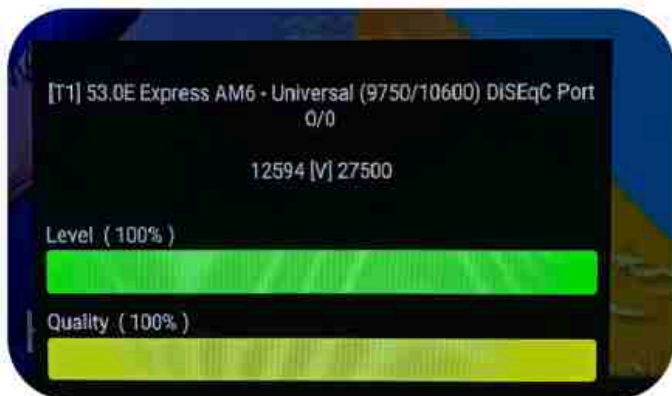 [T1] 53.0E Express AM6 - Universal (9750/10600) DiSEqC Port
0/0
12594 [V] 27500
Level ( 100% )
Quality ( 100% )